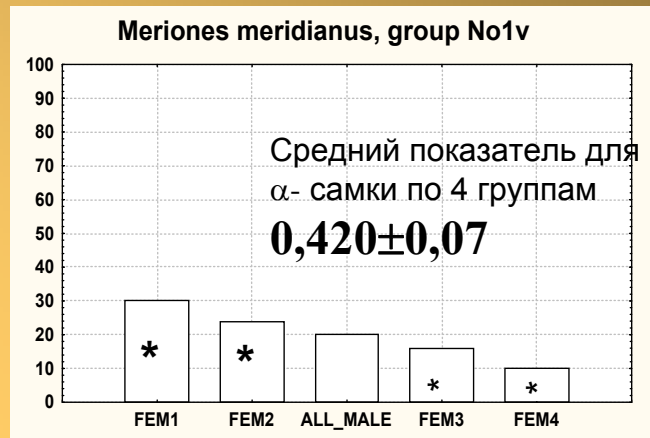 Meriones meridianus, group No1v
100
90
80
70
60
50
40
30
20
10
0
Средний показатель для
α- самки по 4 группам
0,420±0,07
* * * *
FEM1 FEM2 ALL_MALE FEM3 FEM4